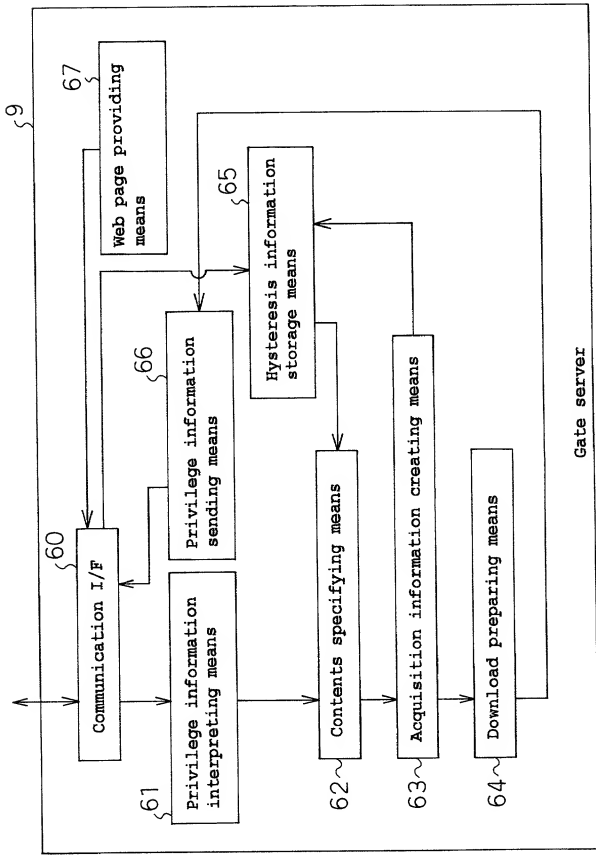 9
60
Communication I/F
67
Web page providing
means
61
Privilege information
interpreting means
66
Privilege information
sending means
65
Hysteresis information
storage means
62
Contents specifying means
63
Acquisition information creating means
64
Download preparing means
Gate server